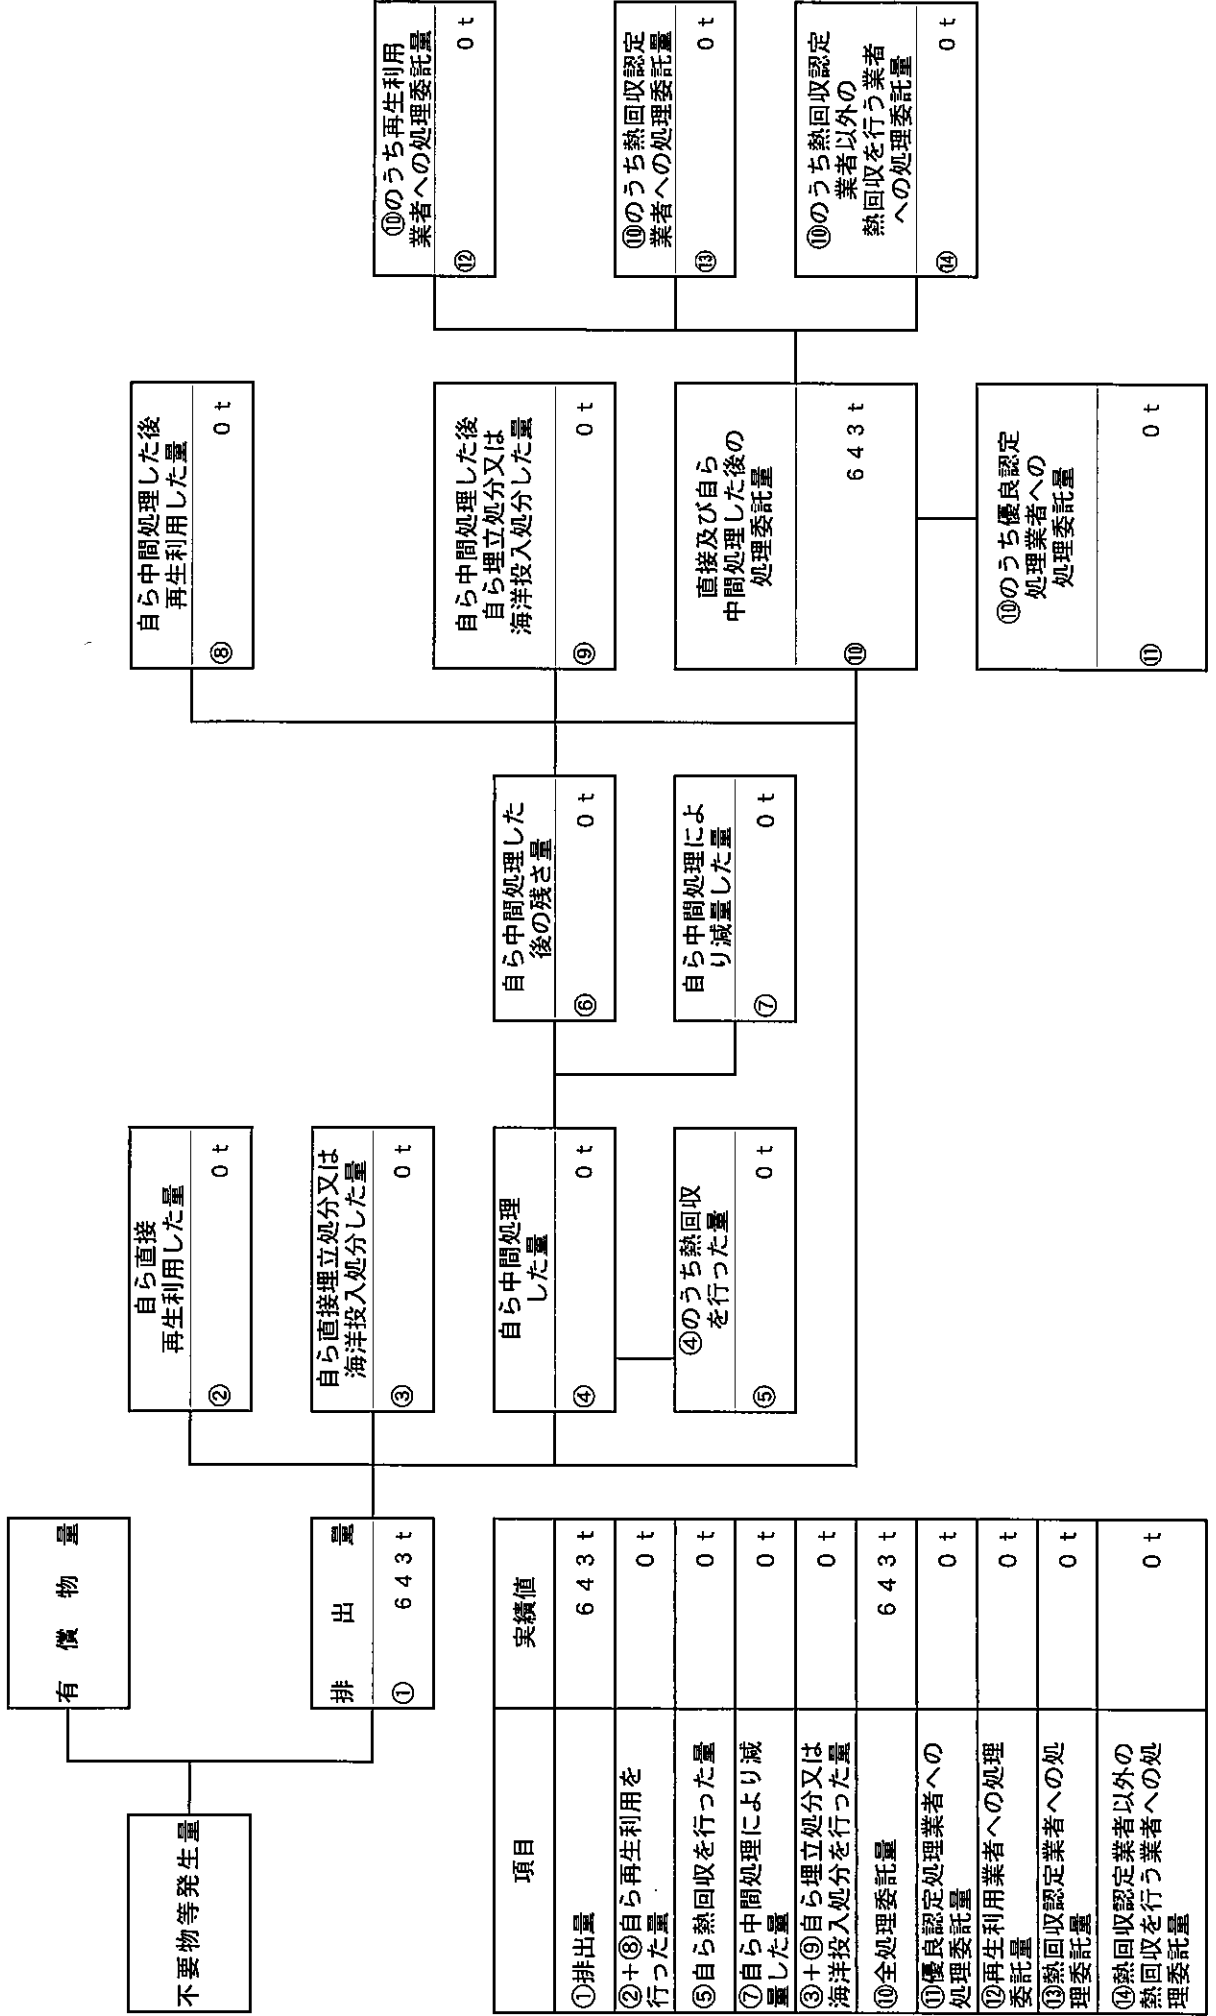 不要物等発生量
有償物量
排出量
① 643t
自ら直接
再生利用した量
② 0t
自ら直接埋立処分又は
海洋投入処分した量
③ 0t
自ら中間処理
した量
④ 0t
④のうち熱回収
を行った量
⑤ 0t
自ら中間処理した
後の残さ量
⑥ 0t
自ら中間処理によ
り減量した量
⑦ 0t
自ら中間処理した後
再生利用した量
⑧ 0t
自ら中間処理した後
自ら埋立処分又は
海洋投入処分した量
⑨ 0t
直接及び自ら
中間処理した後の
処理委託量
⑩ 643t
⑩のうち優良認定
処理業者への
処理委託量
⑪ 0t
⑩のうち再生利用
業者への処理委託量
⑫ 0t
⑩のうち熱回収認定
業者への処理委託量
⑬ 0t
⑩のうち熱回収認定
業者以外の
熱回収を行う業者
への処理委託量
⑭ 0t
項目 実績値
①排出量 643t
②+⑧自ら再生利用を
行った量 0t
⑤自ら熱回収を行った量 0t
⑦自ら中間処理により減
量した量 0t
③+⑨自ら埋立処分又は
海洋投入処分を行った量 0t
⑩全処理委託量 643t
⑪優良認定処理業者への
処理委託量 0t
⑫再生利用業者への処理
委託量 0t
⑬熱回収認定業者への処
理委託量 0t
⑭熱回収認定業者以外の
熱回収を行う業者への処
理委託量 0t